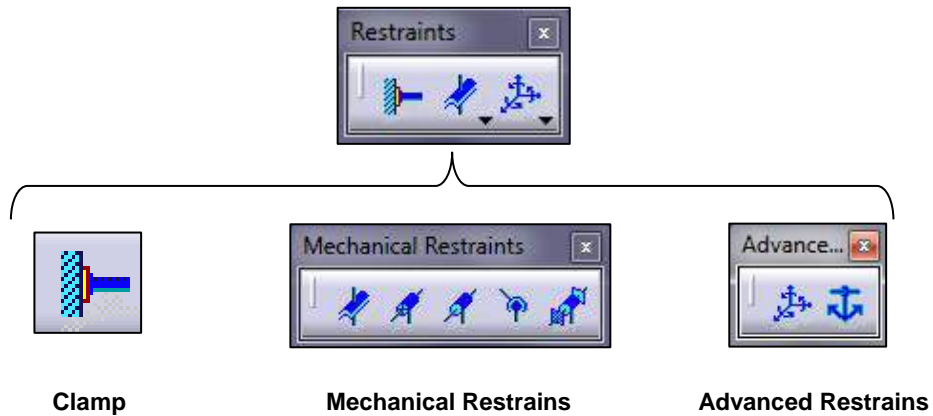 Restraints
Mechanical Restraints
Advance...
Clamp
Mechanical Restrains
Advanced Restrains